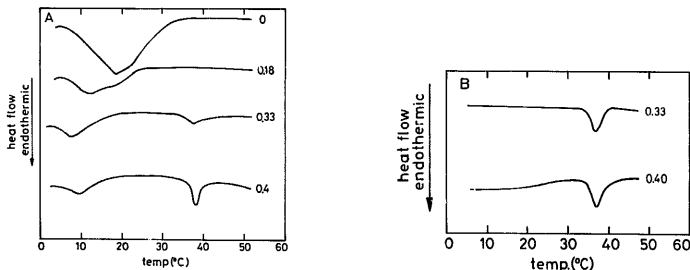 A
0
0,18
0,33
0,4
heat flow
endothermic
0 10 20 30 40 50 60
temp.(°C)
B
0.33
0.40
heat flow
endothermic
0 10 20 30 40 50 60
temp.(°C)